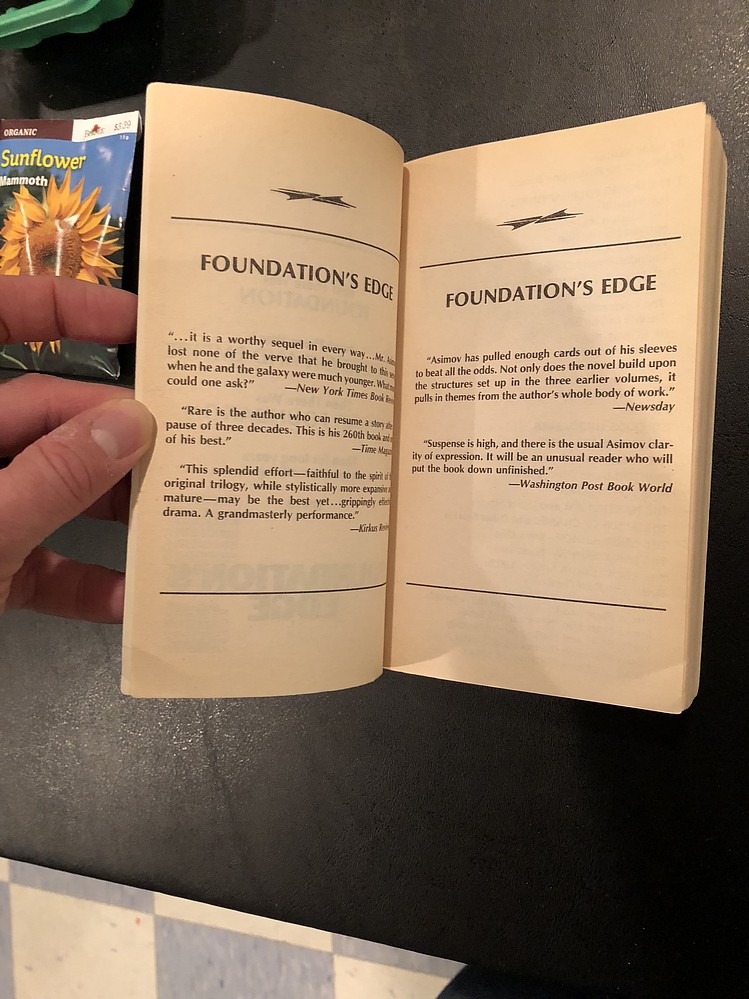 ORGANIC
$3.39
Sunflower
Mammoth
FOUNDATION'S EDGE
"...it is a worthy sequel in every way...Mr.
lost none of the verve that he brought to this
when he and the galaxy were much younger. What
could one ask?" —New York Times Book
"Rare is the author who can resume a story
pause of three decades. This is his 260th book and
of his best." —Time
"This splendid effort—faithful to the spirit of
original trilogy, while stylistically more expansive
mature—may be the best yet...grippingly
drama. A grandmasterly performance."
—Kirkus
FOUNDATION'S EDGE
"Asimov has pulled enough cards out of his sleeves
to beat all the odds. Not only does the novel build upon
the structures set up in the three earlier volumes, it
pulls in themes from the author's whole body of work."
—Newsday
"Suspense is high, and there is the usual Asimov clar-
ity of expression. It will be an unusual reader who will
put the book down unfinished."
—Washington Post Book World